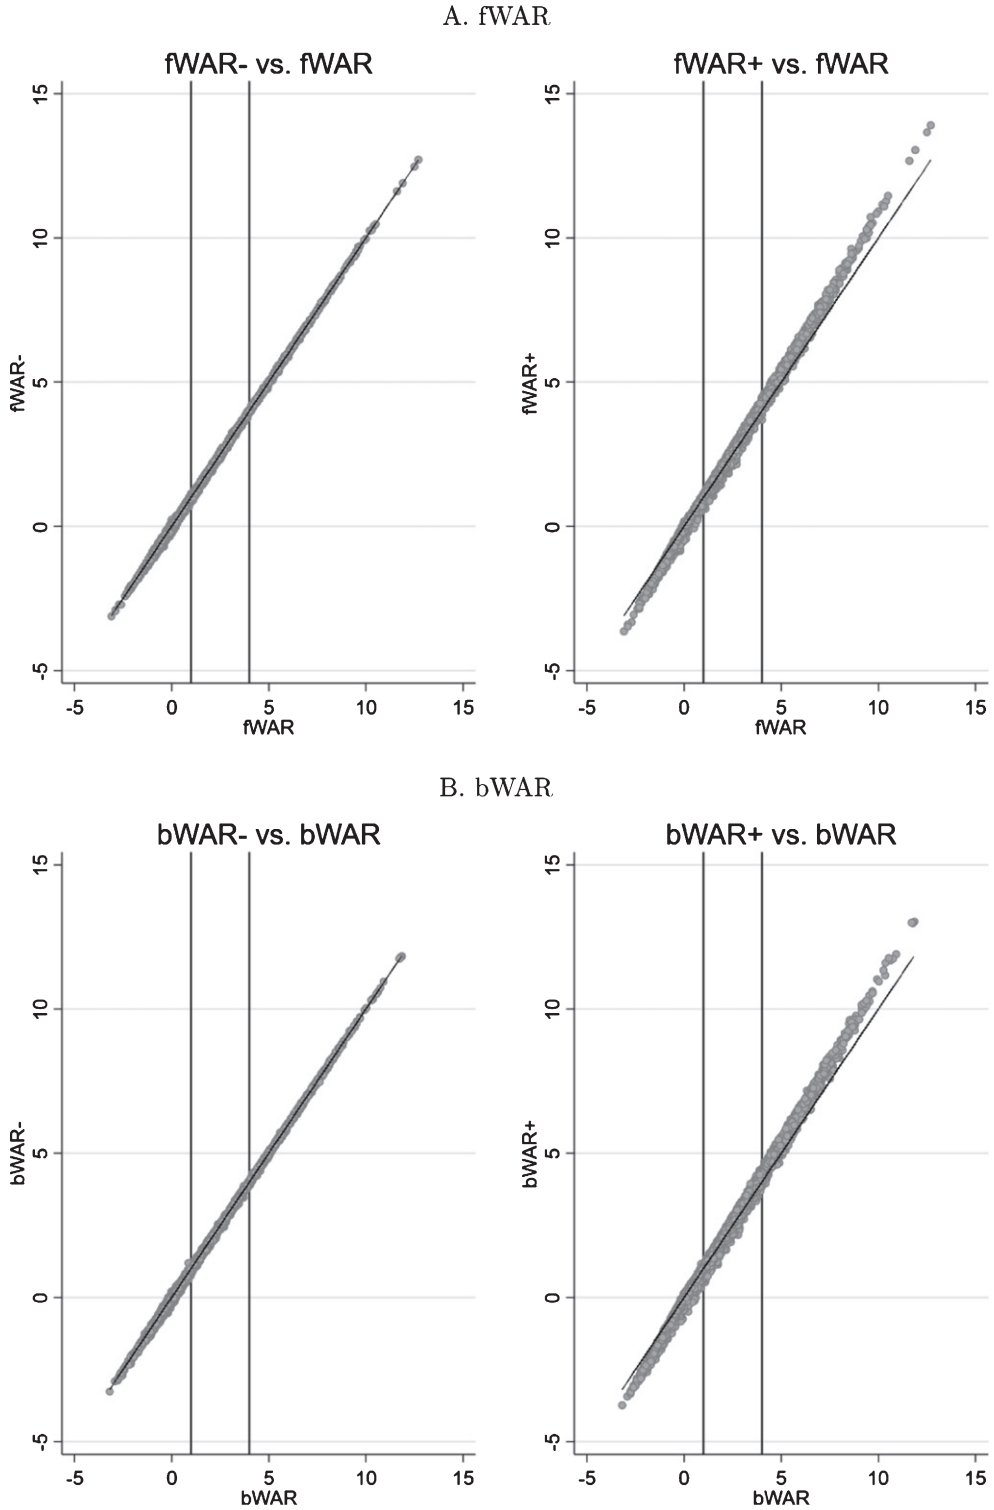 A. fWAR
fWAR- vs. fWAR
15
10
5
0
-5
fWAR-
-5 0 5 10 15
fWAR
fWAR+ vs. fWAR
15
10
5
0
-5
fWAR+
-5 0 5 10 15
fWAR
B. bWAR
bWAR- vs. bWAR
15
10
5
0
-5
bWAR-
-5 0 5 10 15
bWAR
bWAR+ vs. bWAR
15
10
5
0
-5
bWAR+
-5 0 5 10 15
bWAR